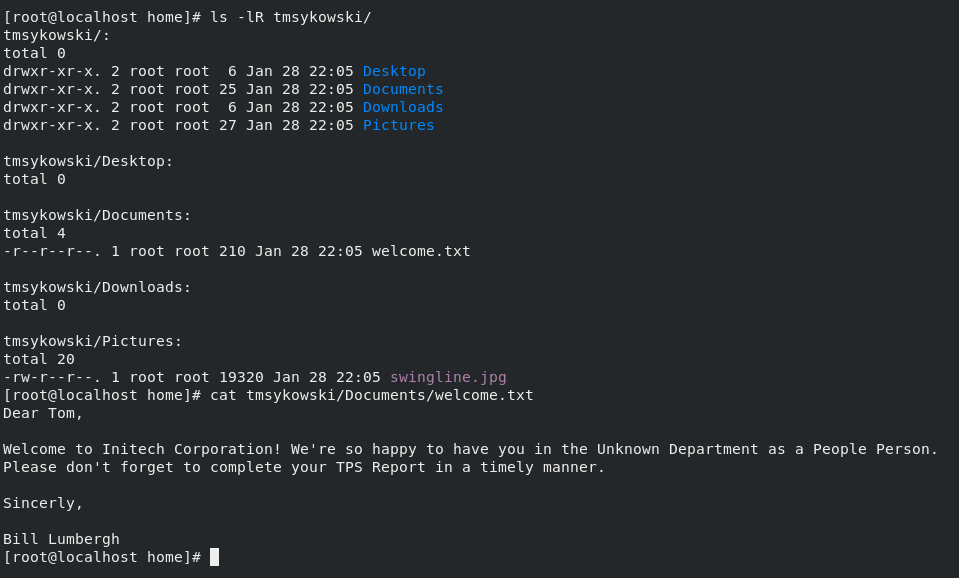 [root@localhost home]# ls -lR tmsykowski/
tmsykowski/:
total 0
drwxr-xr-x. 2 root root  6 Jan 28 22:05 Desktop
drwxr-xr-x. 2 root root 25 Jan 28 22:05 Documents
drwxr-xr-x. 2 root root  6 Jan 28 22:05 Downloads
drwxr-xr-x. 2 root root 27 Jan 28 22:05 Pictures

tmsykowski/Desktop:
total 0

tmsykowski/Documents:
total 4
-r--r--r--. 1 root root 210 Jan 28 22:05 welcome.txt

tmsykowski/Downloads:
total 0

tmsykowski/Pictures:
total 20
-rw-r--r--. 1 root root 19320 Jan 28 22:05 swingline.jpg
[root@localhost home]# cat tmsykowski/Documents/welcome.txt
Dear Tom,

Welcome to Initech Corporation! We're so happy to have you in the Unknown Department as a People Person.
Please don't forget to complete your TPS Report in a timely manner.

Sincerly,

Bill Lumbergh
[root@localhost home]#